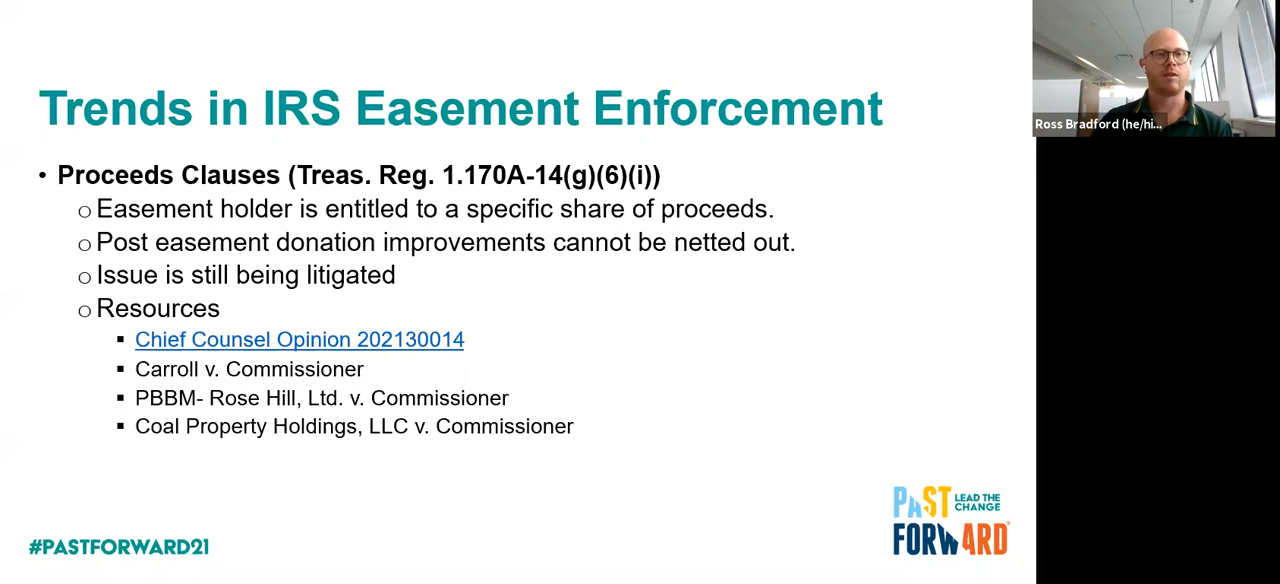 Trends in IRS Easement Enforcement
• Proceeds Clauses (Treas. Reg. 1.170A-14(g)(6)(i))
o Easement holder is entitled to a specific share of proceeds.
o Post easement donation improvements cannot be netted out.
o Issue is still being litigated
o Resources
▪ Chief Counsel Opinion 202130014
▪ Carroll v. Commissioner
▪ PBBM- Rose Hill, Ltd. v. Commissioner
▪ Coal Property Holdings, LLC v. Commissioner
Ross Bradford (he/hi...
PAST LEAD THE CHANGE
FORWARD®
#PASTFORWARD21